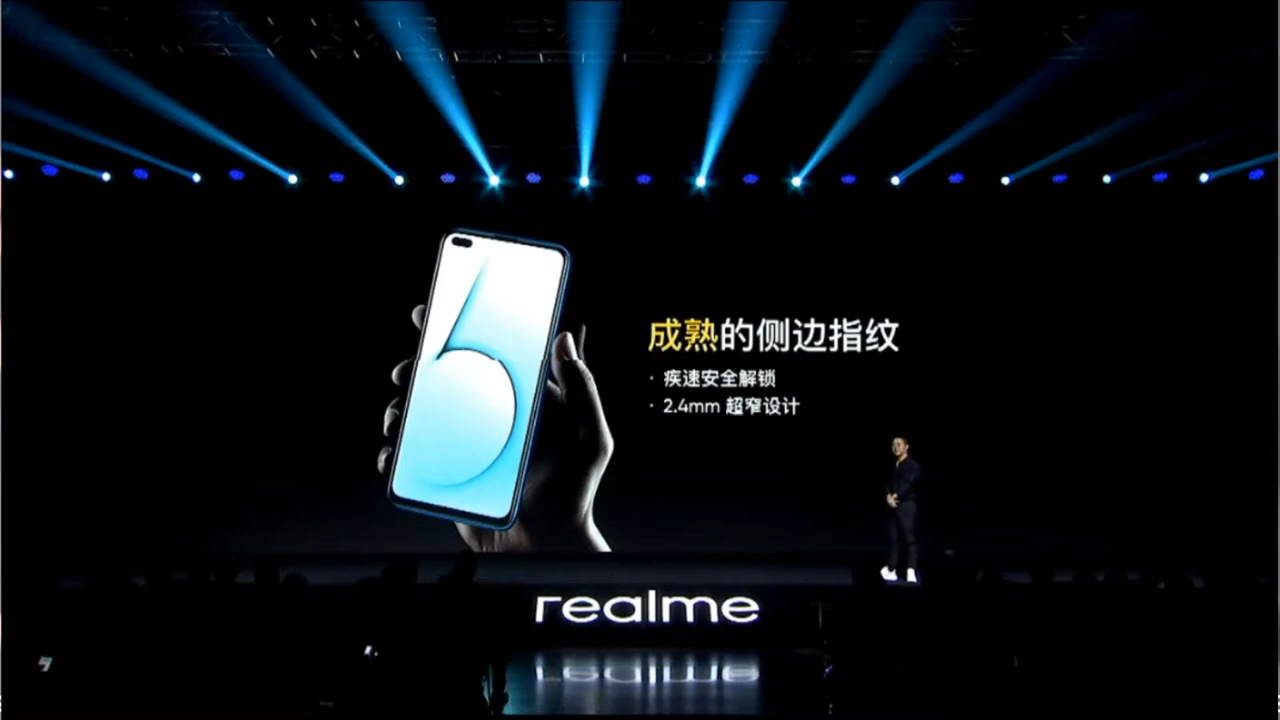 成熟的侧边指纹
· 疾速安全解锁
· 2.4mm 超窄设计
realme